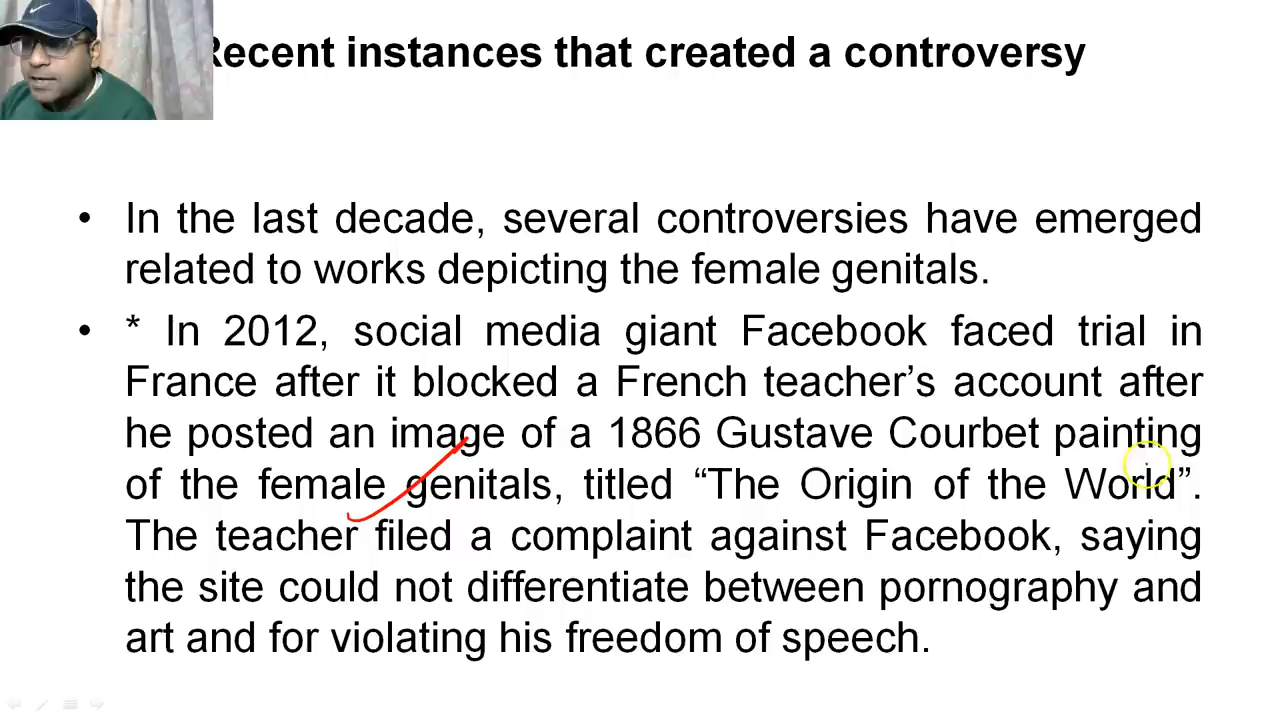 Recent instances that created a controversy
• In the last decade, several controversies have emerged
related to works depicting the female genitals.
• * In 2012, social media giant Facebook faced trial in
France after it blocked a French teacher’s account after
he posted an image of a 1866 Gustave Courbet painting
of the female genitals, titled “The Origin of the World”.
The teacher filed a complaint against Facebook, saying
the site could not differentiate between pornography and
art and for violating his freedom of speech.